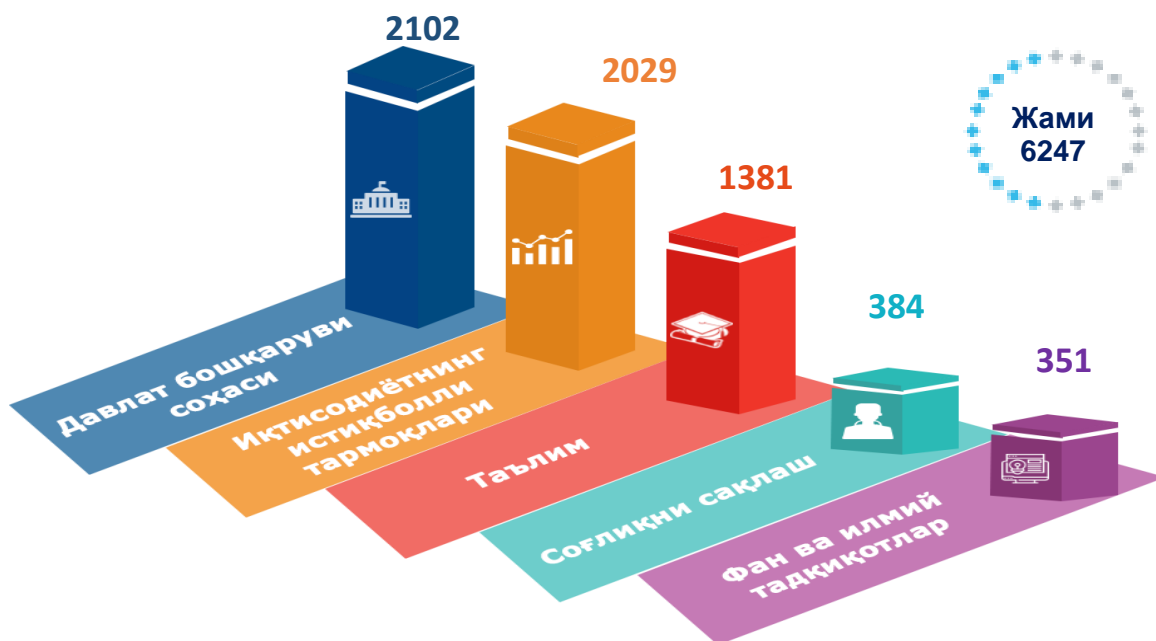 2102
2029
1381
384
351
Жами
6247
Давлат бошқаруви
соҳаси
Иқтисодиётнинг
истиқболли
тармоқлари
Таълим
Соғлиқни сақлаш
Фан ва илмий
тадқиқотлар